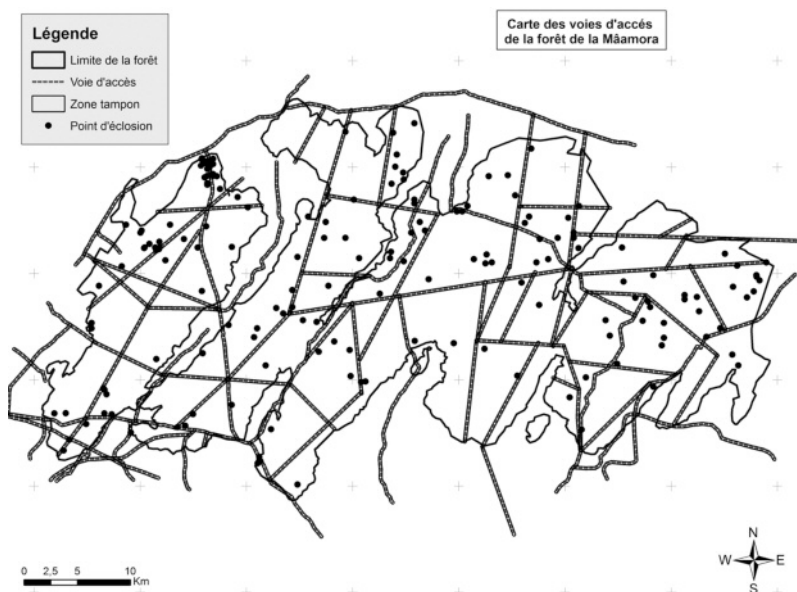 Carte des voies d'accés
de la forêt de la Mâamora
Légende
Limite de la forêt
Voie d'accès
Zone tampon
Point d'éclosion
N
W E
S
0 2,5 5 10
Km